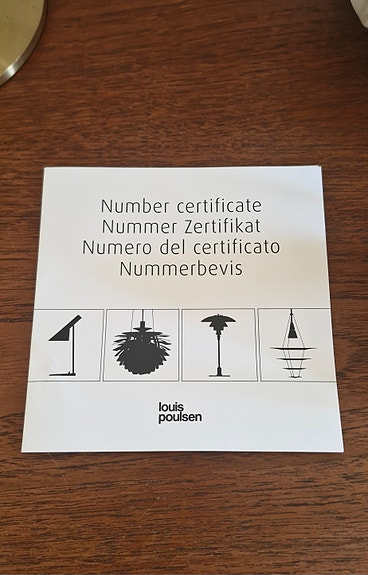 Number certificate
Nummer Zertifikat
Numero del certificato
Nummerbevis
louis
poulsen